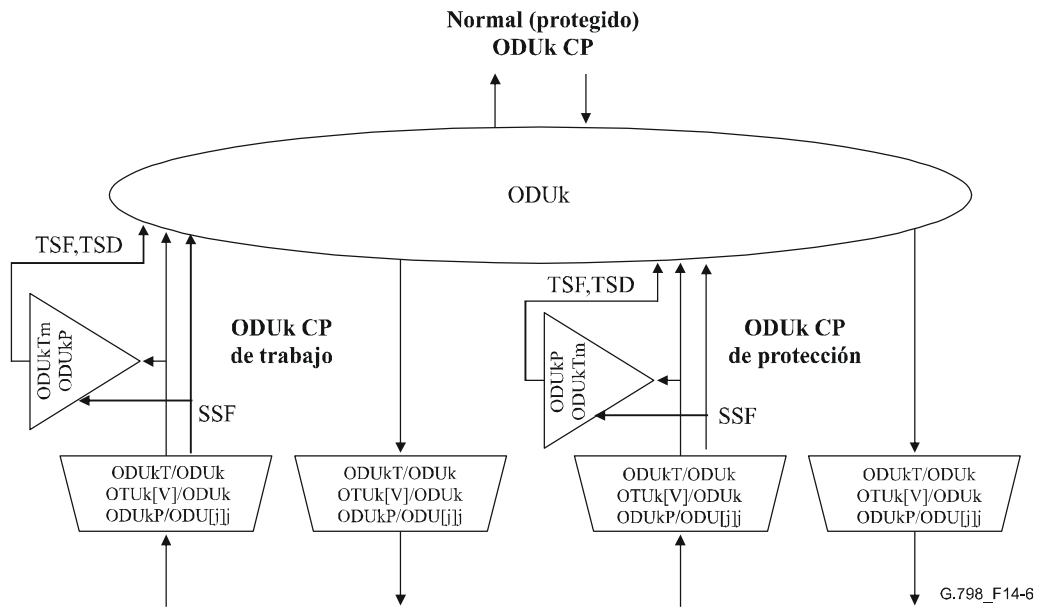 Normal (protegido)
ODUk CP
ODUk
TSF,TSD
ODUkTm
ODUkP
ODUk CP
de trabajo
SSF
TSF,TSD
ODUkP
ODUkTm
ODUk CP
de protección
SSF
ODUkT/ODUk
OTUk[V]/ODUk
ODUkP/ODU[j]j
ODUkT/ODUk
OTUk[V]/ODUk
ODUkP/ODU[j]j
ODUkT/ODUk
OTUk[V]/ODUk
ODUkP/ODU[j]j
ODUkT/ODUk
OTUk[V]/ODUk
ODUkP/ODU[j]j
G.798_F14-6